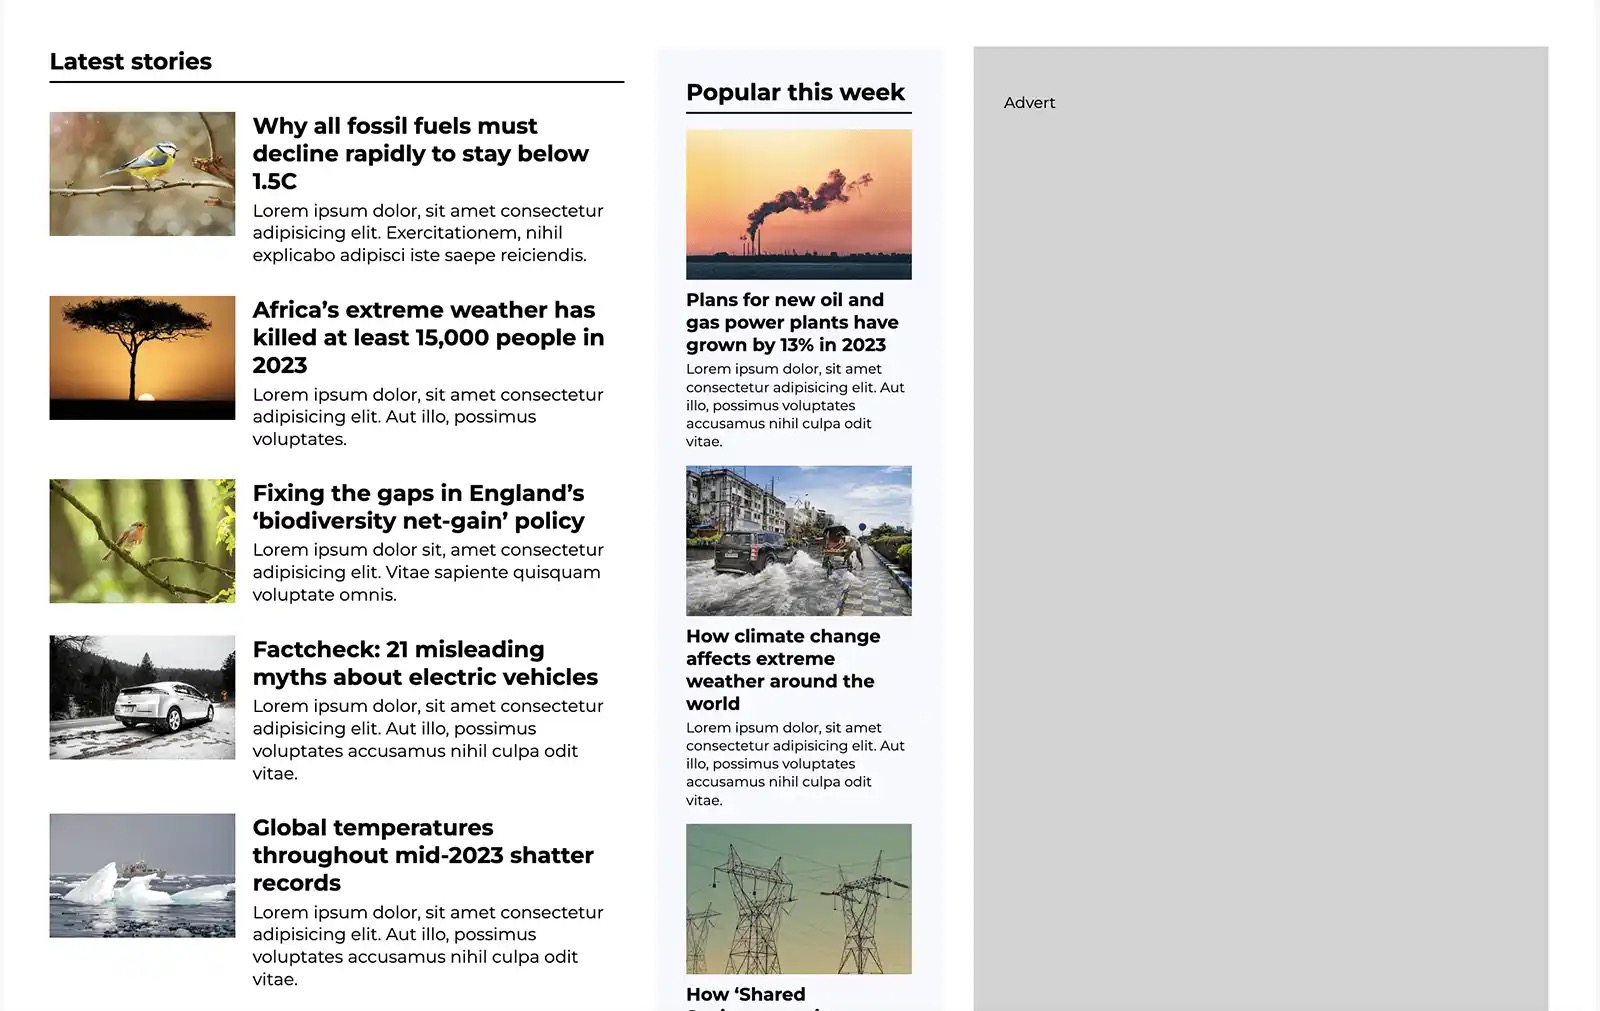 Latest stories
Why all fossil fuels must
decline rapidly to stay below
1.5C
Lorem ipsum dolor, sit amet consectetur
adipisicing elit. Exercitationem, nihil
explicabo adipisci iste saepe reiciendis.
Africa’s extreme weather has
killed at least 15,000 people in
2023
Lorem ipsum dolor, sit amet consectetur
adipisicing elit. Aut illo, possimus
voluptates.
Fixing the gaps in England’s
‘biodiversity net-gain’ policy
Lorem ipsum dolor sit, amet consectetur
adipisicing elit. Vitae sapiente quisquam
voluptate omnis.
Factcheck: 21 misleading
myths about electric vehicles
Lorem ipsum dolor, sit amet consectetur
adipisicing elit. Aut illo, possimus
voluptates accusamus nihil culpa odit
vitae.
Global temperatures
throughout mid-2023 shatter
records
Lorem ipsum dolor, sit amet consectetur
adipisicing elit. Aut illo, possimus
voluptates accusamus nihil culpa odit
vitae.
Popular this week
Plans for new oil and
gas power plants have
grown by 13% in 2023
Lorem ipsum dolor, sit amet
consectetur adipisicing elit. Aut
illo, possimus voluptates
accusamus nihil culpa odit
vitae.
How climate change
affects extreme
weather around the
world
Lorem ipsum dolor, sit amet
consectetur adipisicing elit. Aut
illo, possimus voluptates
accusamus nihil culpa odit
vitae.
How ‘Shared
Advert